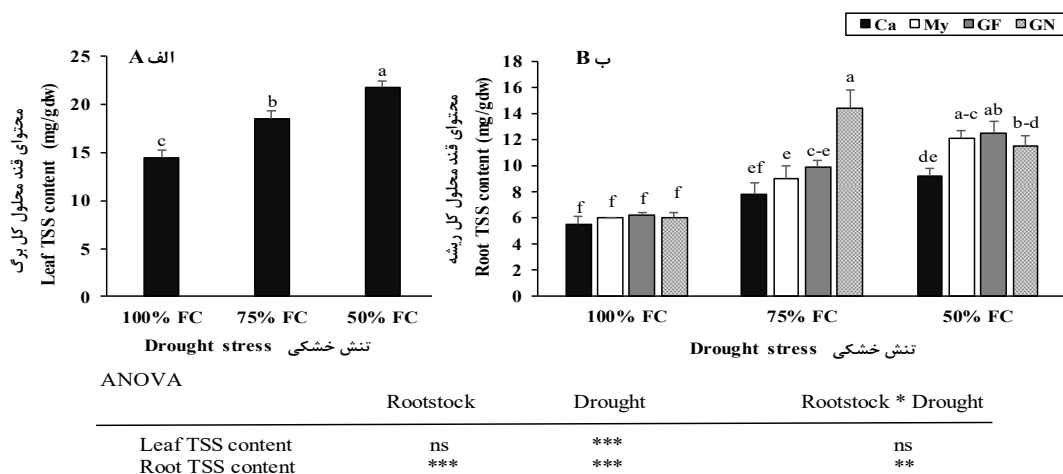 Ca My GF GN
A الف
محتوای قند محلول کل برگ
Leaf TSS content (mg/gdw)
25
20
15
10
5
0
c
b
a
100% FC 75% FC 50% FC
Drought stress تنش خشکی
B ب
محتوای قند محلول کل ریشه
Root TSS content (mg/gdw)
18
16
14
12
10
8
6
4
2
0
f f f f
ef e c-e a
de a-c ab b-d
100% FC 75% FC 50% FC
Drought stress تنش خشکی
ANOVA
Rootstock Drought Rootstock * Drought
Leaf TSS content ns *** ns
Root TSS content *** *** **